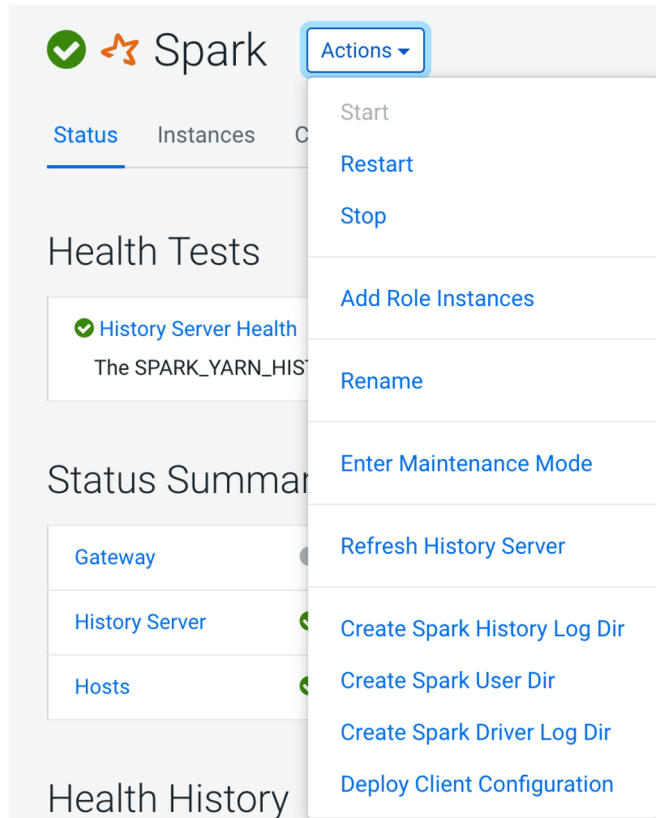 Spark
Actions
Status Instances C
Start
Restart
Stop
Health Tests
Add Role Instances
History Server Health
The SPARK_YARN_HIS
Rename
Enter Maintenance Mode
Status Summar
Refresh History Server
Gateway
History Server
Hosts
Create Spark History Log Dir
Create Spark User Dir
Create Spark Driver Log Dir
Deploy Client Configuration
Health History